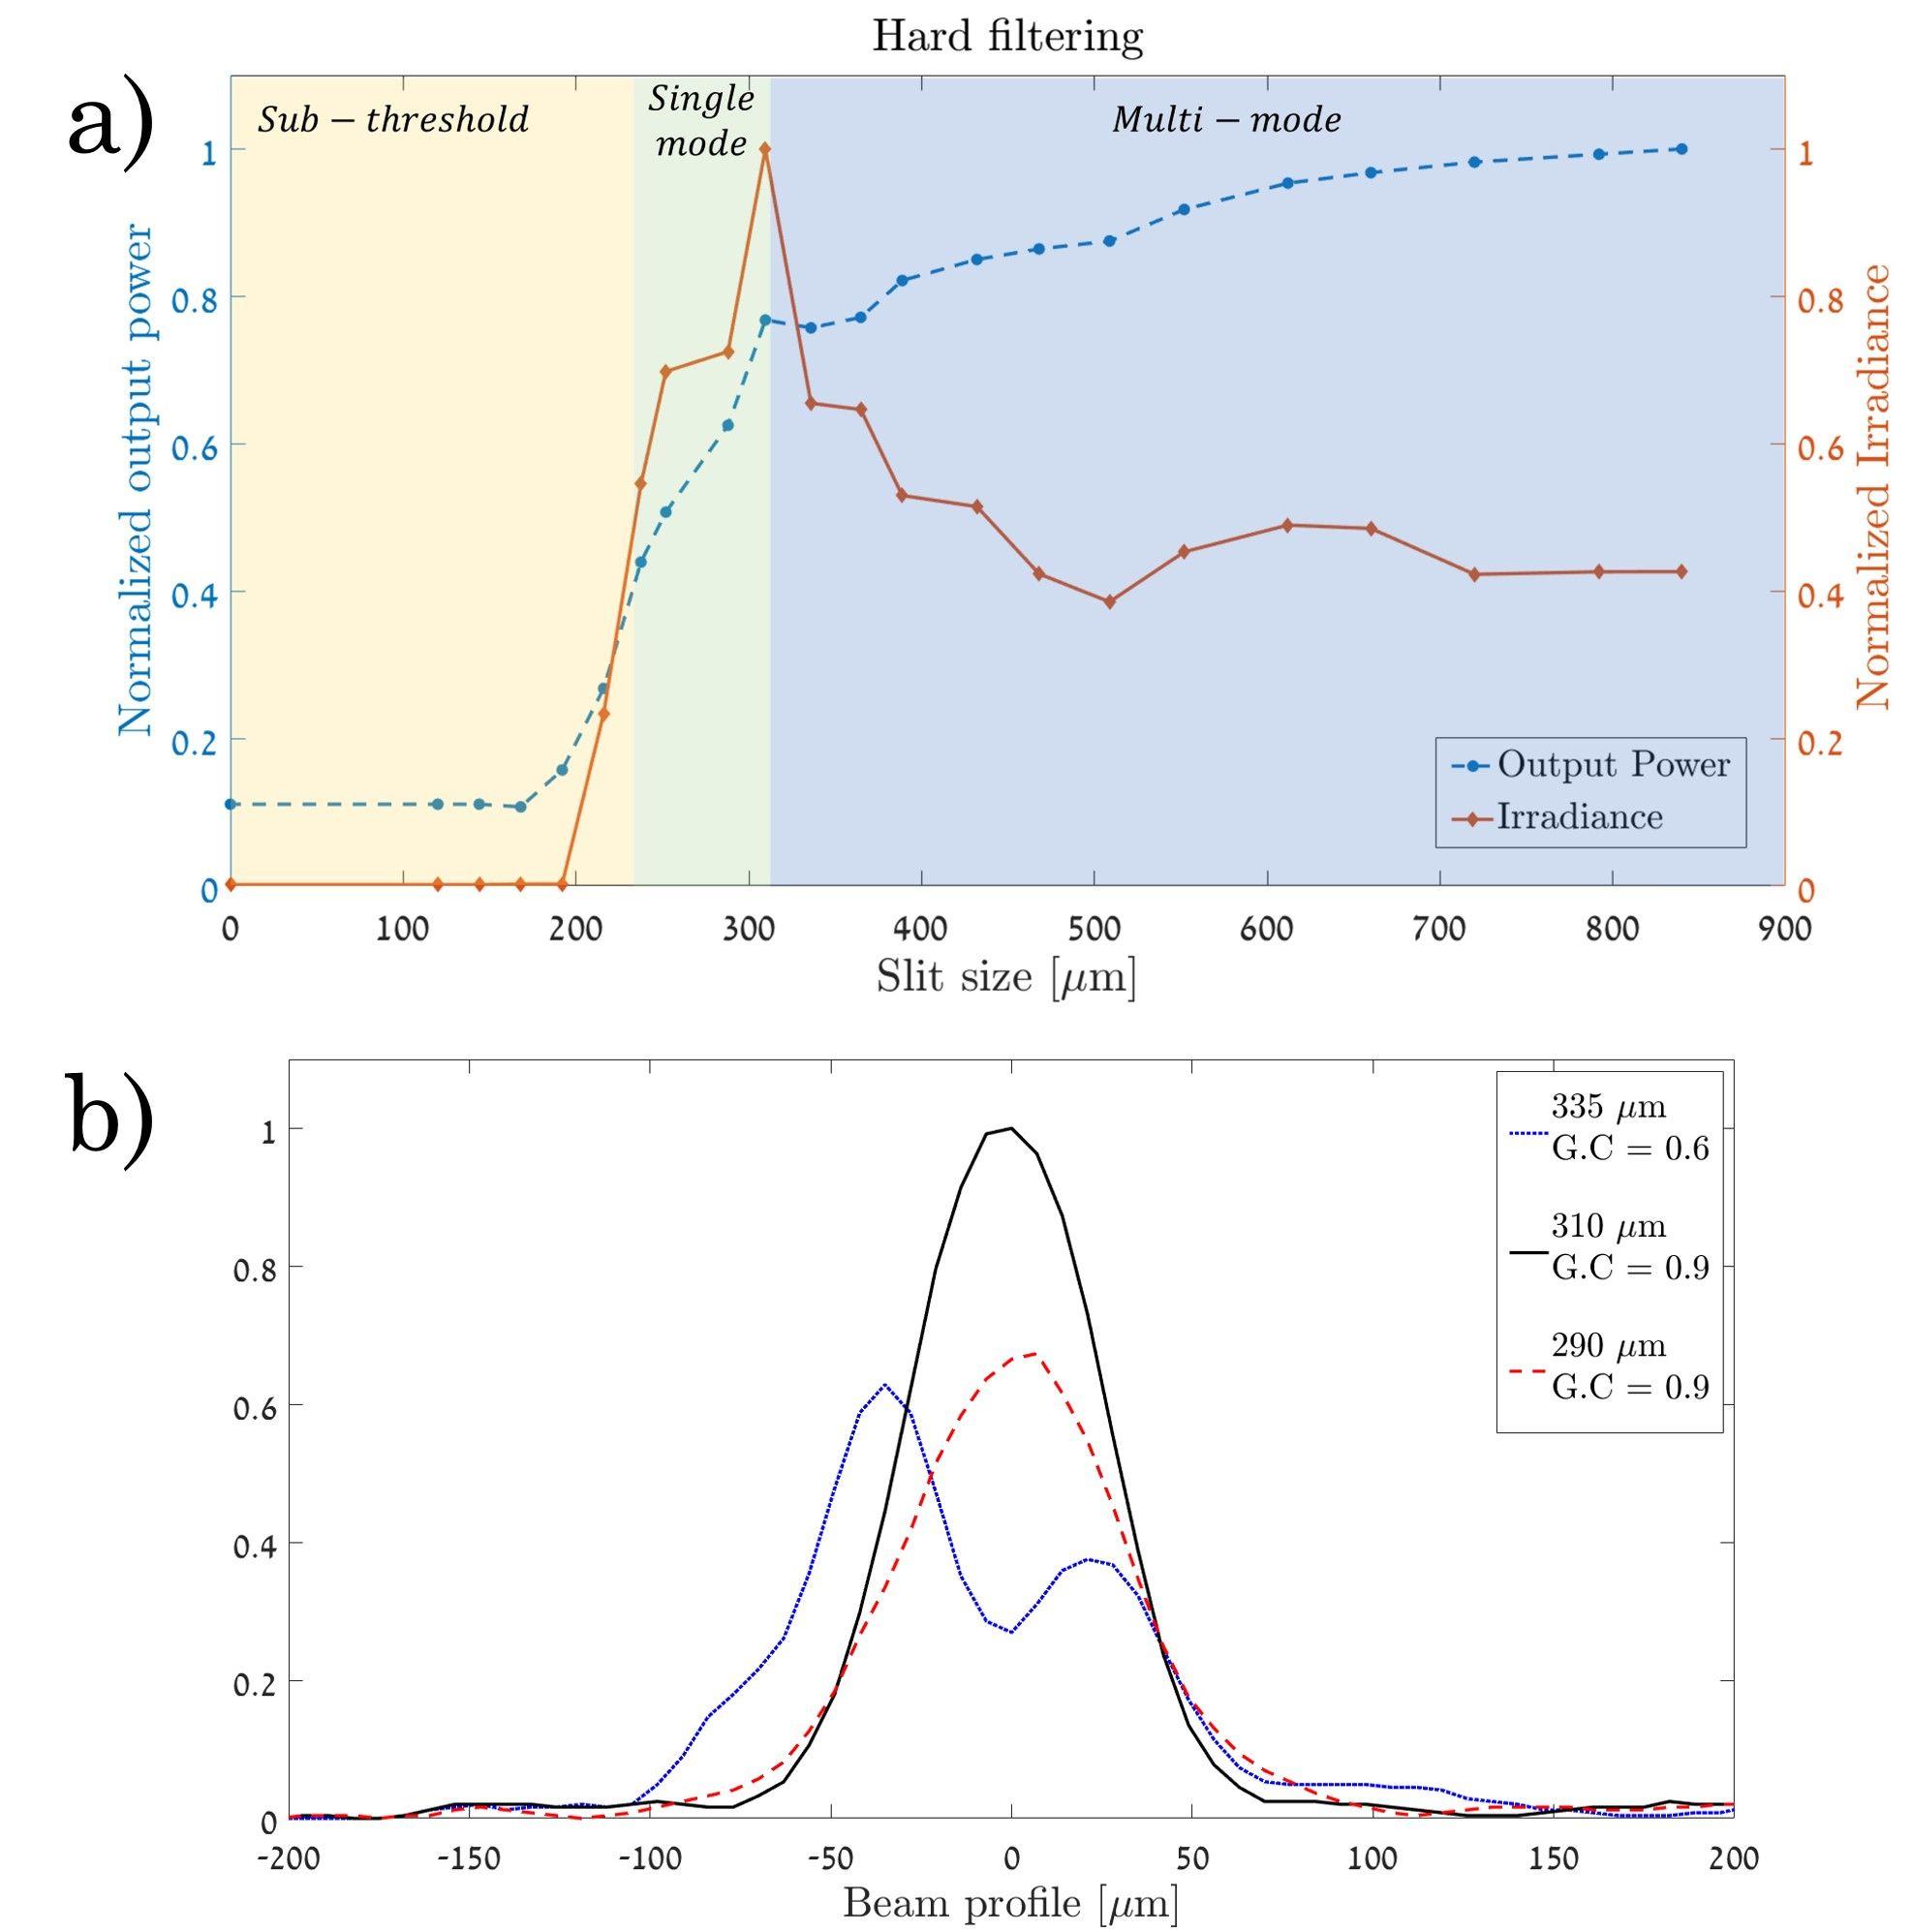 Hard filtering
a)
Sub − threshold
Single
mode
Multi − mode
Normalized output power
1
0.8
0.6
0.4
0.2
0
Normalized Irradiance
1
0.8
0.6
0.4
0.2
0
Output Power
Irradiance
0 100 200 300 400 500 600 700 800 900
Slit size [μm]
b)
1
0.8
0.6
0.4
0.2
0
335 μm
G.C = 0.6
310 μm
G.C = 0.9
290 μm
G.C = 0.9
-200 -150 -100 -50 0 50 100 150 200
Beam profile [μm]